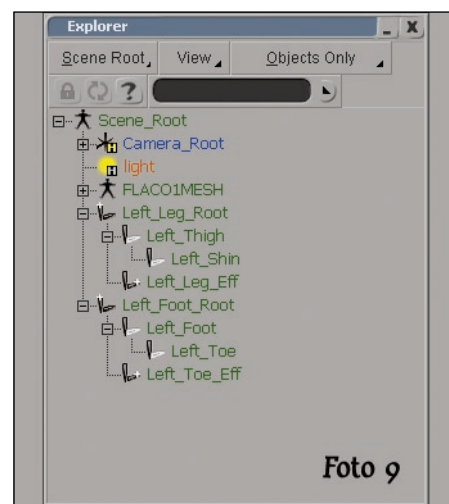 Explorer
Scene Root
View
Objects Only
?
Scene_Root
Camera_Root
light
FLACO1MESH
Left_Leg_Root
Left_Thigh
Left_Shin
Left_Leg_Eff
Left_Foot_Root
Left_Foot
Left_Toe
Left_Toe_Eff
Foto 9